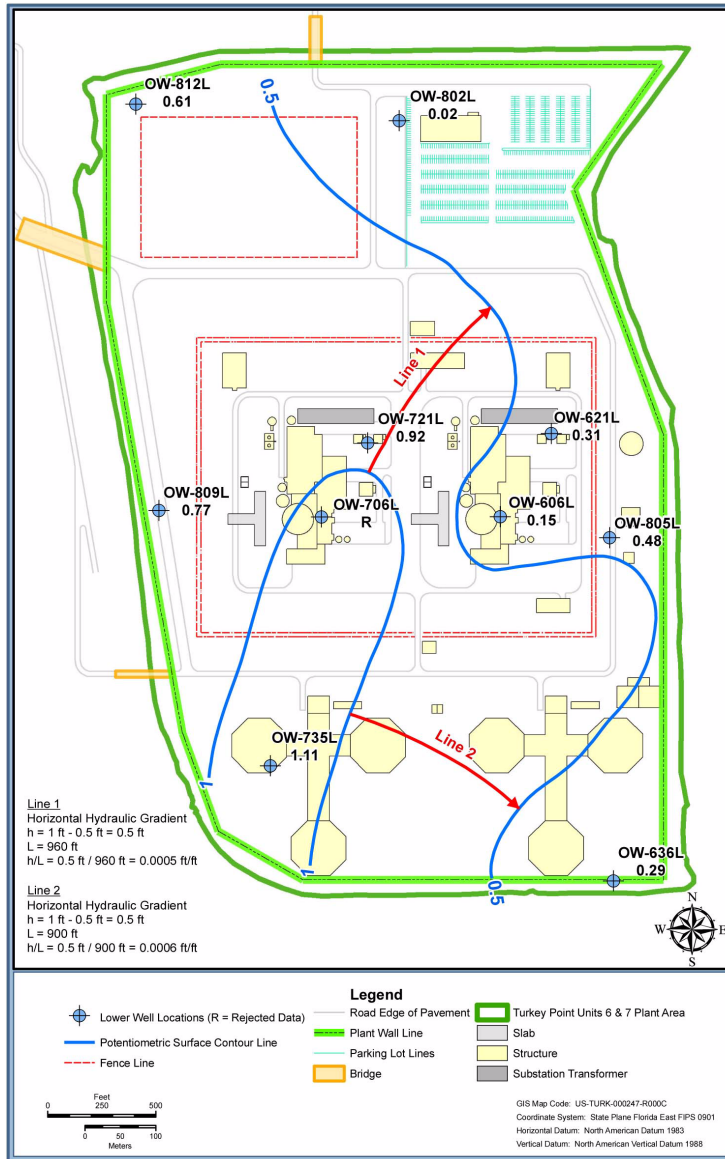 OW-812L
0.61
0.5
OW-802L
0.02
Line 1
OW-721L
0.92
OW-621L
0.31
OW-809L
0.77
OW-706L
R
OW-606L
0.15
OW-805L
0.48
OW-735L
1.11
Line 2
1
1
0.5
OW-636L
0.29
Line 1
Horizontal Hydraulic Gradient
h = 1 ft - 0.5 ft = 0.5 ft
L = 960 ft
h/L = 0.5 ft / 960 ft = 0.0005 ft/ft
Line 2
Horizontal Hydraulic Gradient
h = 1 ft - 0.5 ft = 0.5 ft
L = 900 ft
h/L = 0.5 ft / 900 ft = 0.0006 ft/ft
N
W E
S
Legend
Lower Well Locations (R = Rejected Data)
Potentiometric Surface Contour Line
Fence Line
Road Edge of Pavement
Plant Wall Line
Parking Lot Lines
Bridge
Turkey Point Units 6 & 7 Plant Area
Slab
Structure
Substation Transformer
Feet
0 250 500
0 50 100
Meters
GIS Map Code: US-TURK-000247-R000C
Coordinate System: State Plane Florida East FIPS 0901
Horizontal Datum: North American Datum 1983
Vertical Datum: North American Vertical Datum 1988